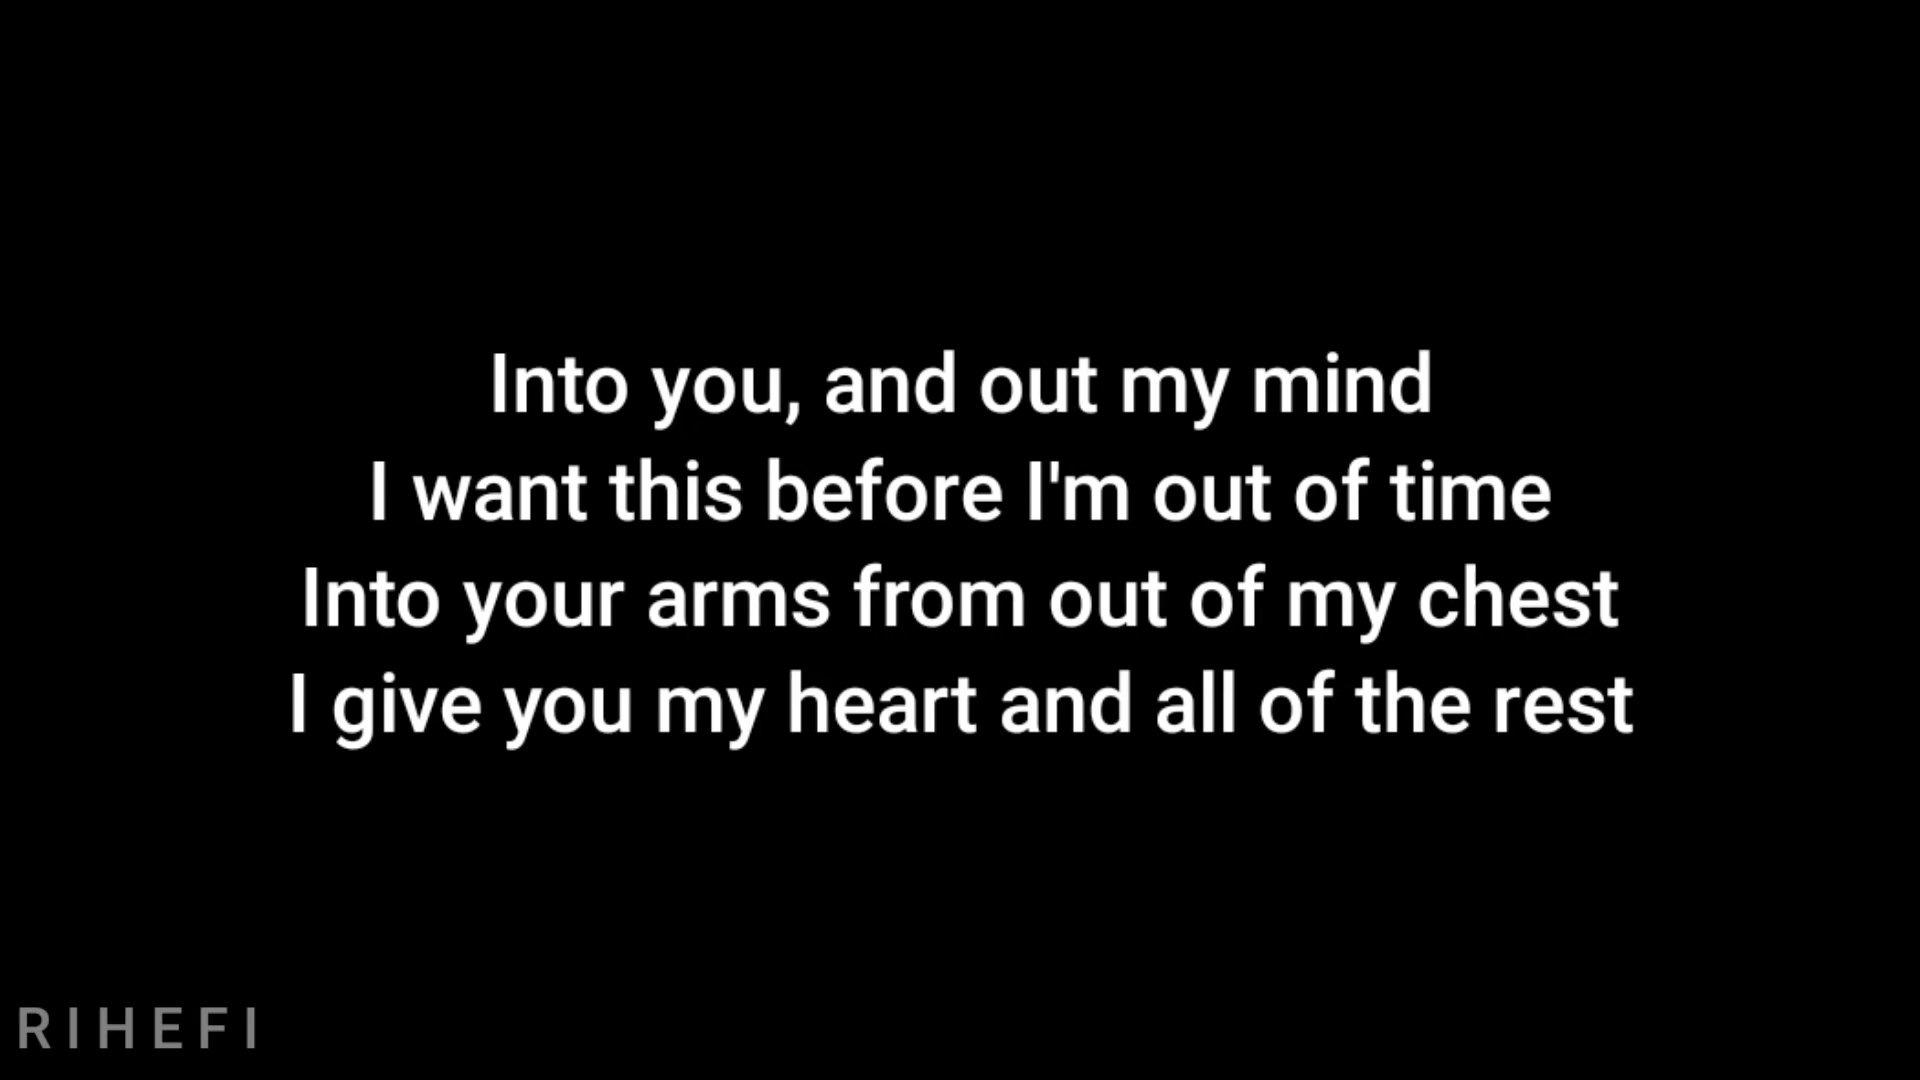 Into you, and out my mind
I want this before I'm out of time
Into your arms from out of my chest
I give you my heart and all of the rest
RIHEFI